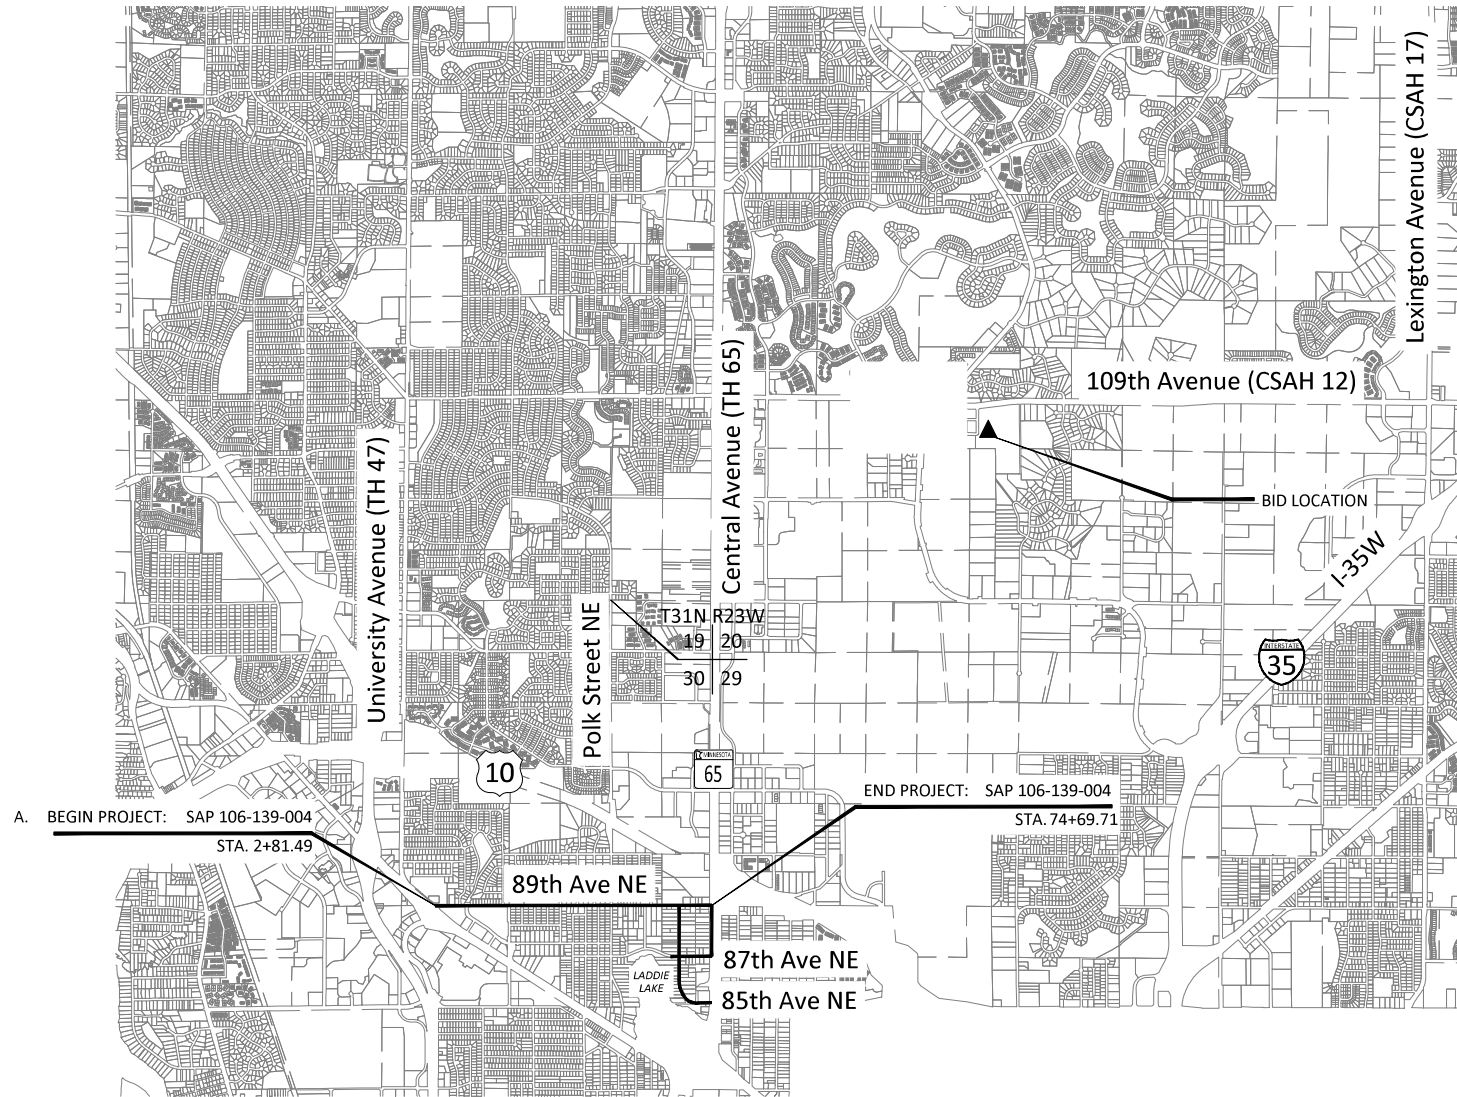 Lexington Avenue (CSAH 17)
109th Avenue (CSAH 12)
Central Avenue (TH 65)
University Avenue (TH 47)
BID LOCATION
I-35W
Polk Street NE
T31N R23W
19 20
30 29
INTERSTATE
35
MINNESOTA
65
10
END PROJECT: SAP 106-139-004
STA. 74+69.71
A. BEGIN PROJECT: SAP 106-139-004
STA. 2+81.49
89th Ave NE
87th Ave NE
LADDIE
LAKE
85th Ave NE